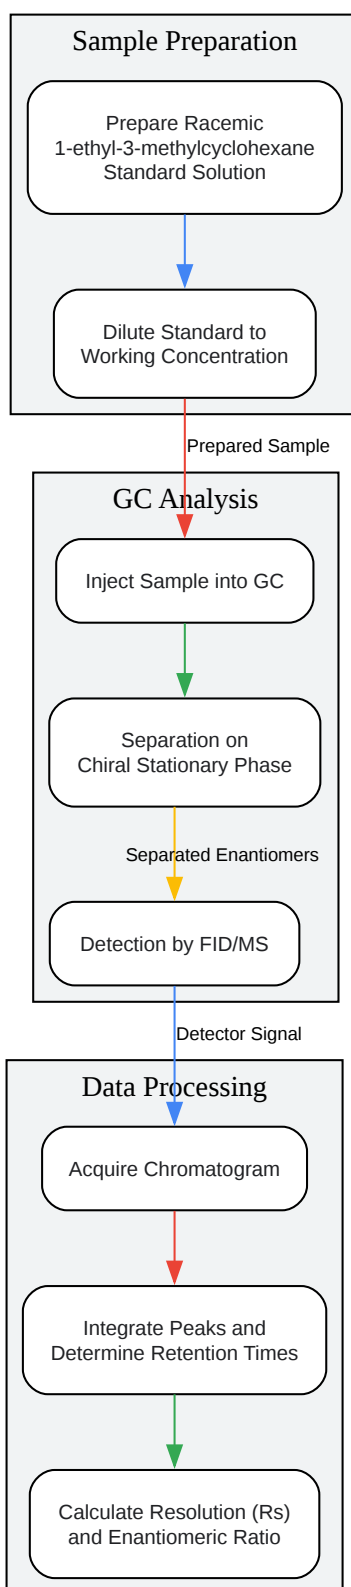 Sample Preparation
Prepare Racemic
1-ethyl-3-methylcyclohexane
Standard Solution
Dilute Standard to
Working Concentration
Prepared Sample
GC Analysis
Inject Sample into GC
Separation on
Chiral Stationary Phase
Separated Enantiomers
Detection by FID/MS
Detector Signal
Data Processing
Acquire Chromatogram
Integrate Peaks and
Determine Retention Times
Calculate Resolution (Rs)
and Enantiomeric Ratio